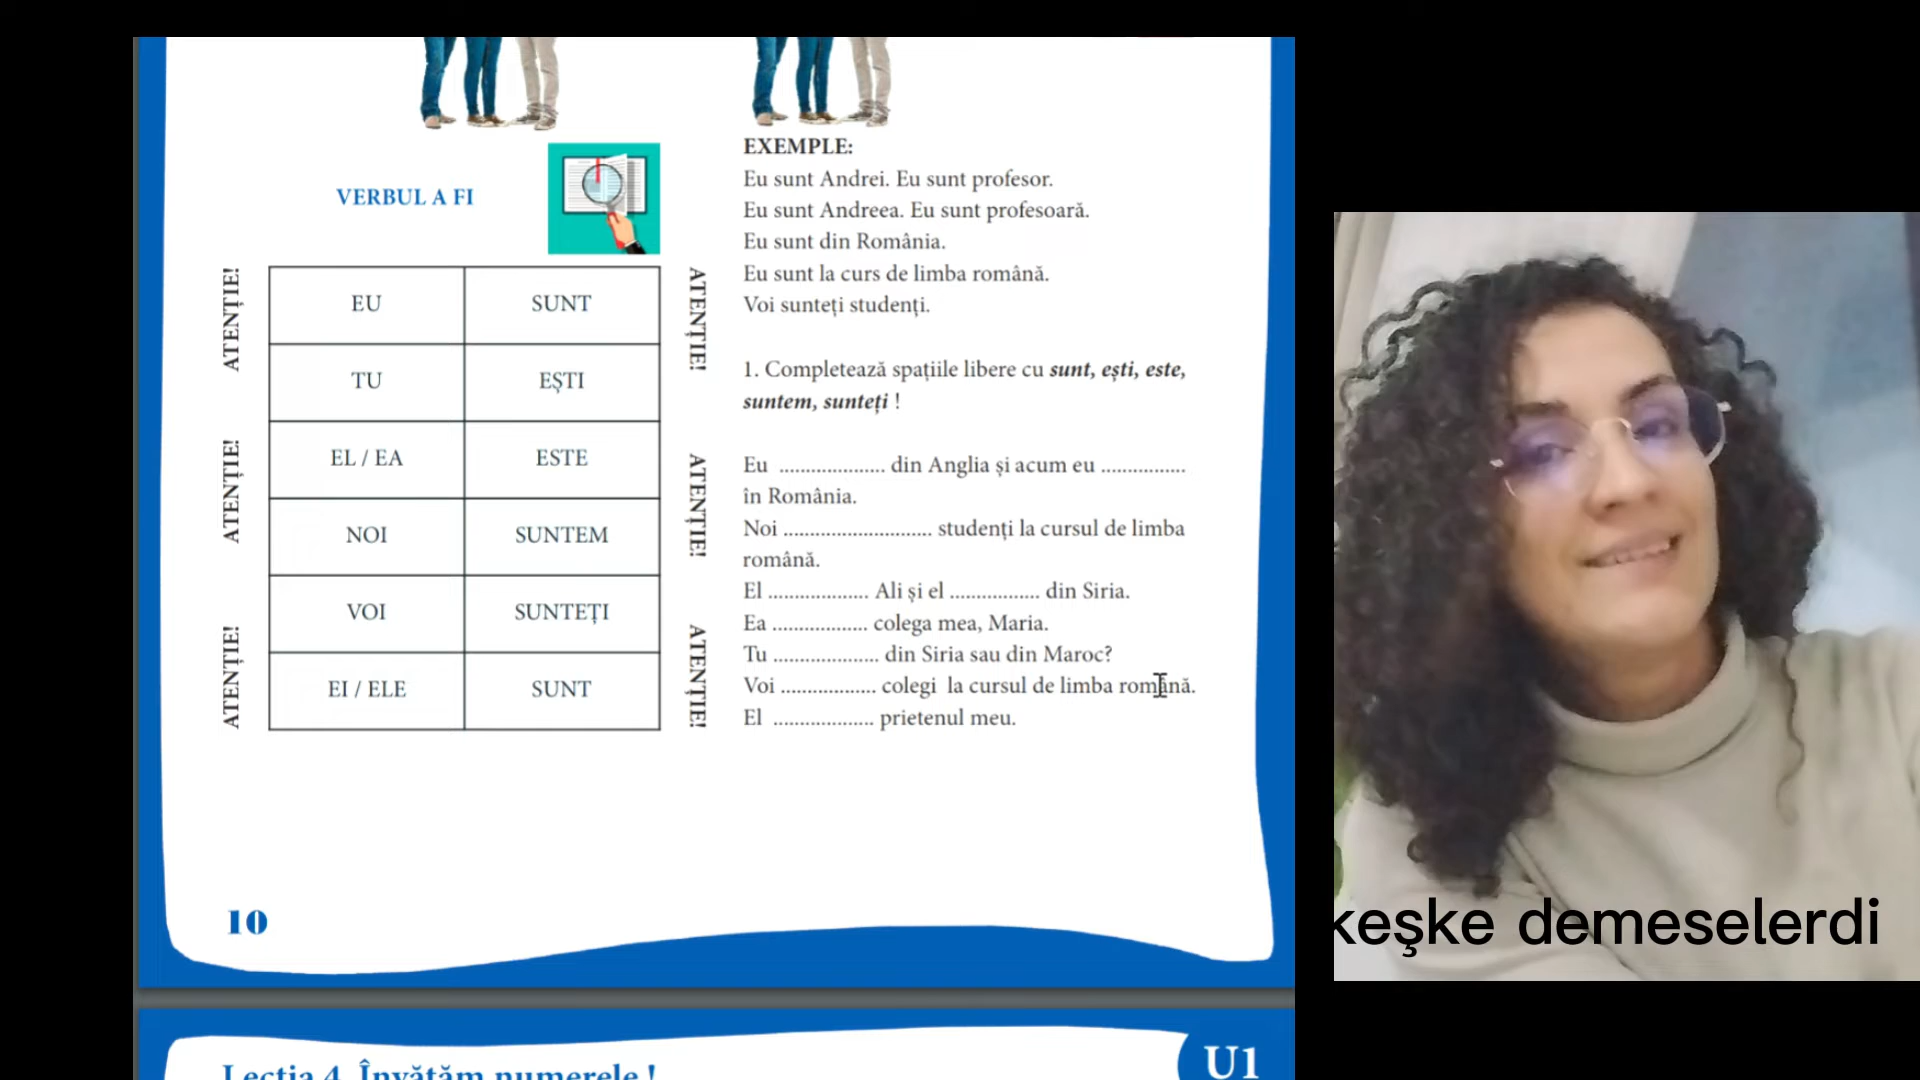 VERBUL A FI
ATENȚIE!
ATENȚIE!
ATENȚIE!
EU SUNT
TU EȘTI
EL / EA ESTE
NOI SUNTEM
VOI SUNTEȚI
EI / ELE SUNT
ATENȚIE!
ATENȚIE!
ATENȚIE!
EXEMPLE:
Eu sunt Andrei. Eu sunt profesor.
Eu sunt Andreea. Eu sunt profesoară.
Eu sunt din România.
Eu sunt la curs de limba română.
Voi sunteți studenți.
1. Completează spațiile libere cu sunt, ești, este,
suntem, sunteți !
Eu ................... din Anglia și acum eu ...............
în România.
Noi ........................... studenți la cursul de limba
română.
El .................. Ali și el ................ din Siria.
Ea ................. colega mea, Maria.
Tu ................... din Siria sau din Maroc?
Voi ................. colegi la cursul de limba română.
El .................. prietenul meu.
10
Lecția 4. Învățăm numerele !
U1
keşke demeselerdi